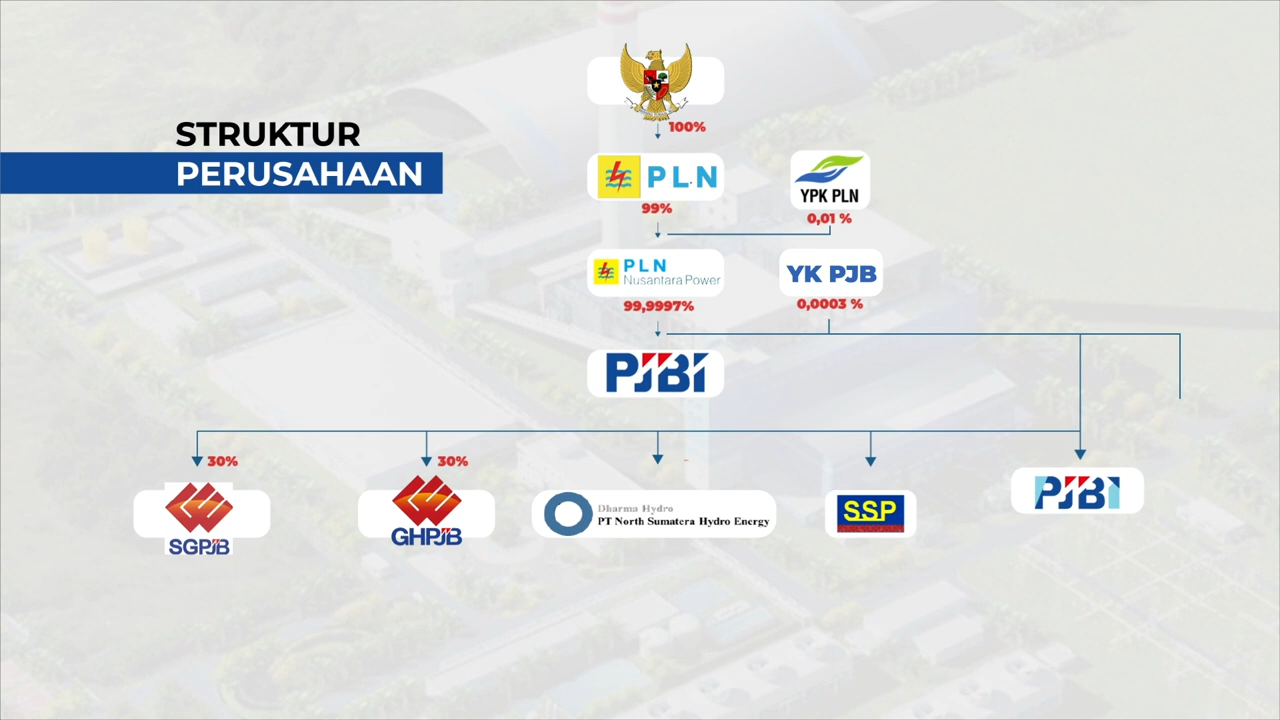 STRUKTUR
PERUSAHAAN
100%
PLN
99%
YPK PLN
0,01 %
PLN
Nusantara Power
99,9997%
YK PJB
0,0003 %
PJBI
30%
SGPJB
30%
GHPJB
Dharma Hydro
PT North Sumatera Hydro Energy
SSP
PJBI